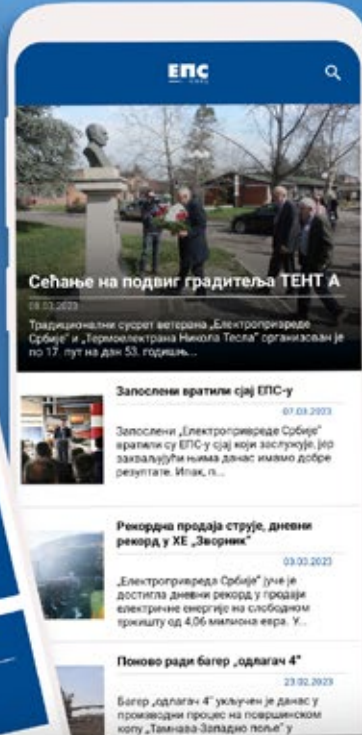 ЕПС
Сећање на подвиг градитеља ТЕНТ А
08.03.2023
Традиционални сусрет ветерана „Електропривреде
Србије" и „Термоелектрана Никола Тесла" организован је
по 17. пут на дан 53. годишњ...
Запослени вратили сјај ЕПС-у
07.03.2023
Запослени „Електропривреде Србије"
вратили су ЕПС-у сјај који заслужује, јер
захваљујући њима данас имамо добре
резултате. Ипак, п...
Рекордна продаја струје, дневни
рекорд у ХЕ „Зворник"
03.03.2023
„Електропривреда Србије" јуче је
достигла дневни рекорд у продаји
електричне енергије на слободном
тржишту од 4,06 милиона евра. У...
Поново ради багер „одлагач 4"
23.02.2023
Багер „одлагач 4" укључен је данас у
производни процес на површинском
копу „Тамнава-Западно поље" у